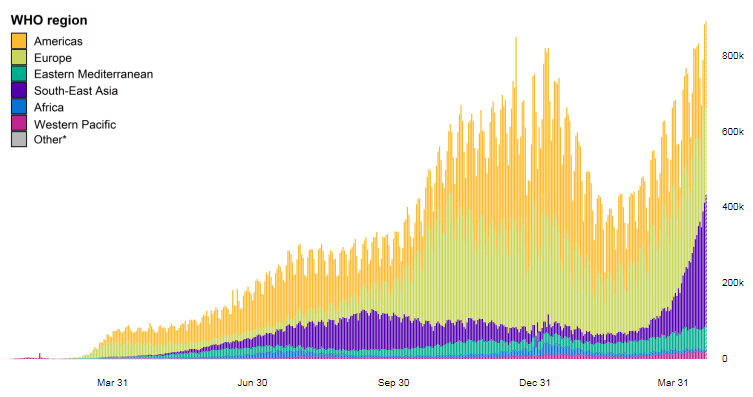 WHO region
Americas
Europe
Eastern Mediterranean
South-East Asia
Africa
Western Pacific
Other*
800k
600k
400k
200k
0
Mar 31
Jun 30
Sep 30
Dec 31
Mar 31